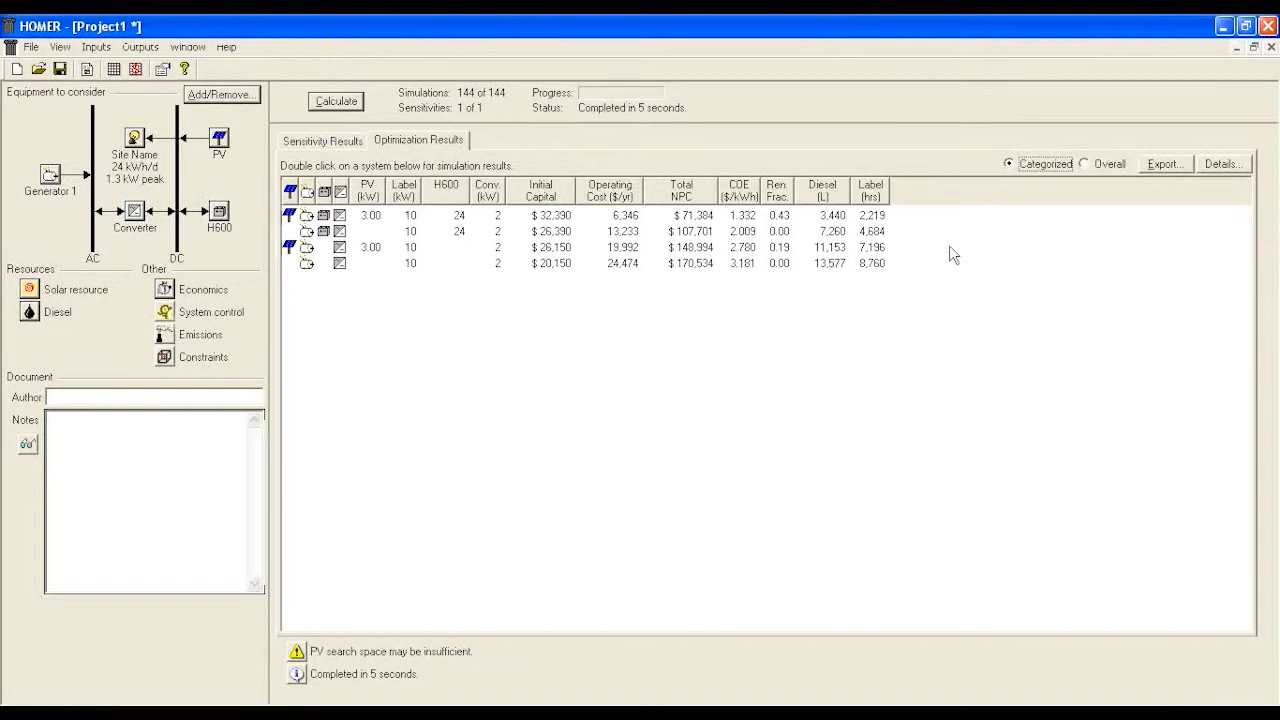 HOMER - [Project1 *]
File View Inputs Outputs Window Help
Equipment to consider
Add/Remove...
Calculate
Simulations: 144 of 144
Sensitivities: 1 of 1
Progress:
Status: Completed in 5 seconds.
Generator 1
Site Name
24 kWh/d
1.3 kW peak
PV
Converter
H600
AC
DC
Resources
Other
Solar resource
Economics
Diesel
System control
Emissions
Constraints
Document
Author
Notes
Sensitivity Results
Optimization Results
Double click on a system below for simulation results.
Categorized
Overall
Export...
Details...
PV (kW) Label (kW) H600 Conv. (kW) Initial Capital Operating Cost ($/yr) Total NPC COE ($/kWh) Ren. Frac. Diesel (L) Label (hrs)
3.00 10 24 2 $ 32,390 6,346 $ 71,384 1.332 0.43 3,440 2,219
10 24 2 $ 26,390 13,233 $ 107,701 2.009 0.00 7,260 4,684
3.00 10 2 $ 26,150 19,992 $ 148,994 2.780 0.19 11,153 7,196
10 2 $ 20,150 24,474 $ 170,534 3.181 0.00 13,577 8,760
PV search space may be insufficient.
Completed in 5 seconds.